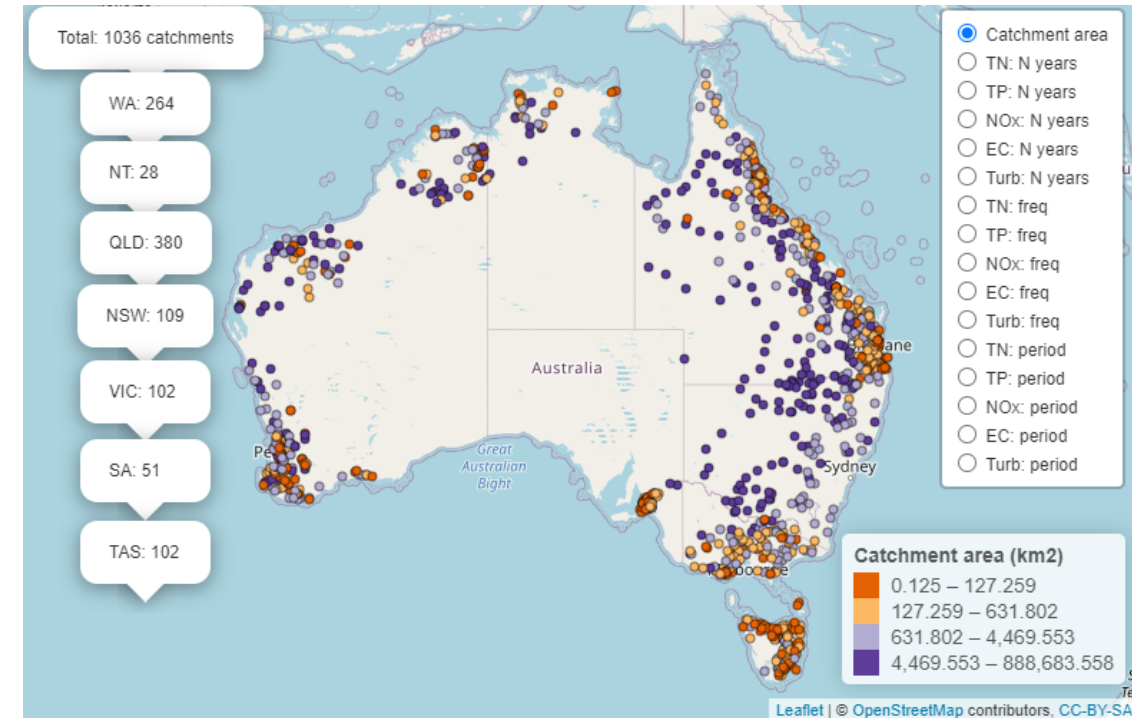 Total: 1036 catchments
WA: 264
NT: 28
QLD: 380
NSW: 109
VIC: 102
SA: 51
TAS: 102
Catchment area
TN: N years
TP: N years
NOx: N years
EC: N years
Turb: N years
TN: freq
TP: freq
NOx: freq
EC: freq
Turb: freq
TN: period
TP: period
NOx: period
EC: period
Turb: period
Australia
Great
Australian
Bight
Sydney
Catchment area (km2)
0.125 – 127.259
127.259 – 631.802
631.802 – 4,469.553
4,469.553 – 888,683.558
Leaflet | © OpenStreetMap contributors, CC-BY-SA